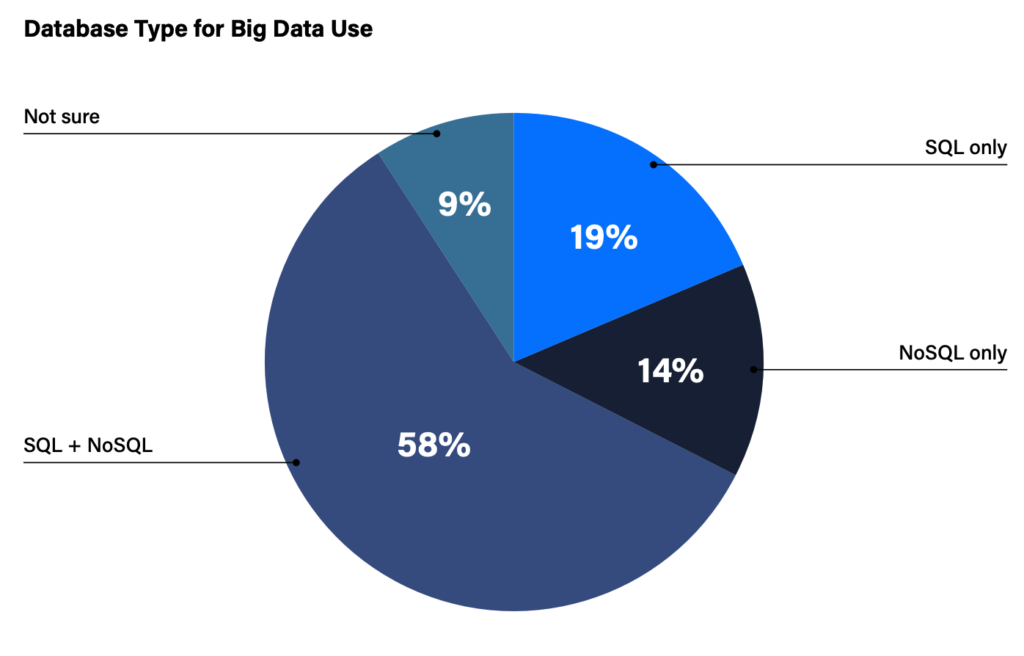 Database Type for Big Data Use
Not sure
SQL only
9%
19%
NoSQL only
14%
SQL + NoSQL
58%